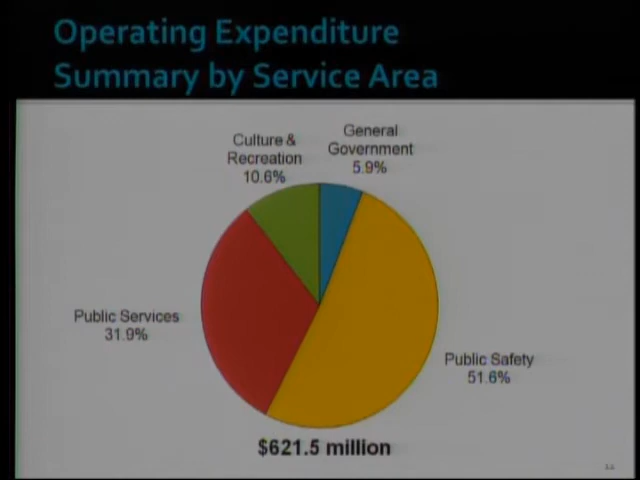 Operating Expenditure
Summary by Service Area
Culture &
Recreation
10.6%
General
Government
5.9%
Public Services
31.9%
Public Safety
51.6%
$621.5 million